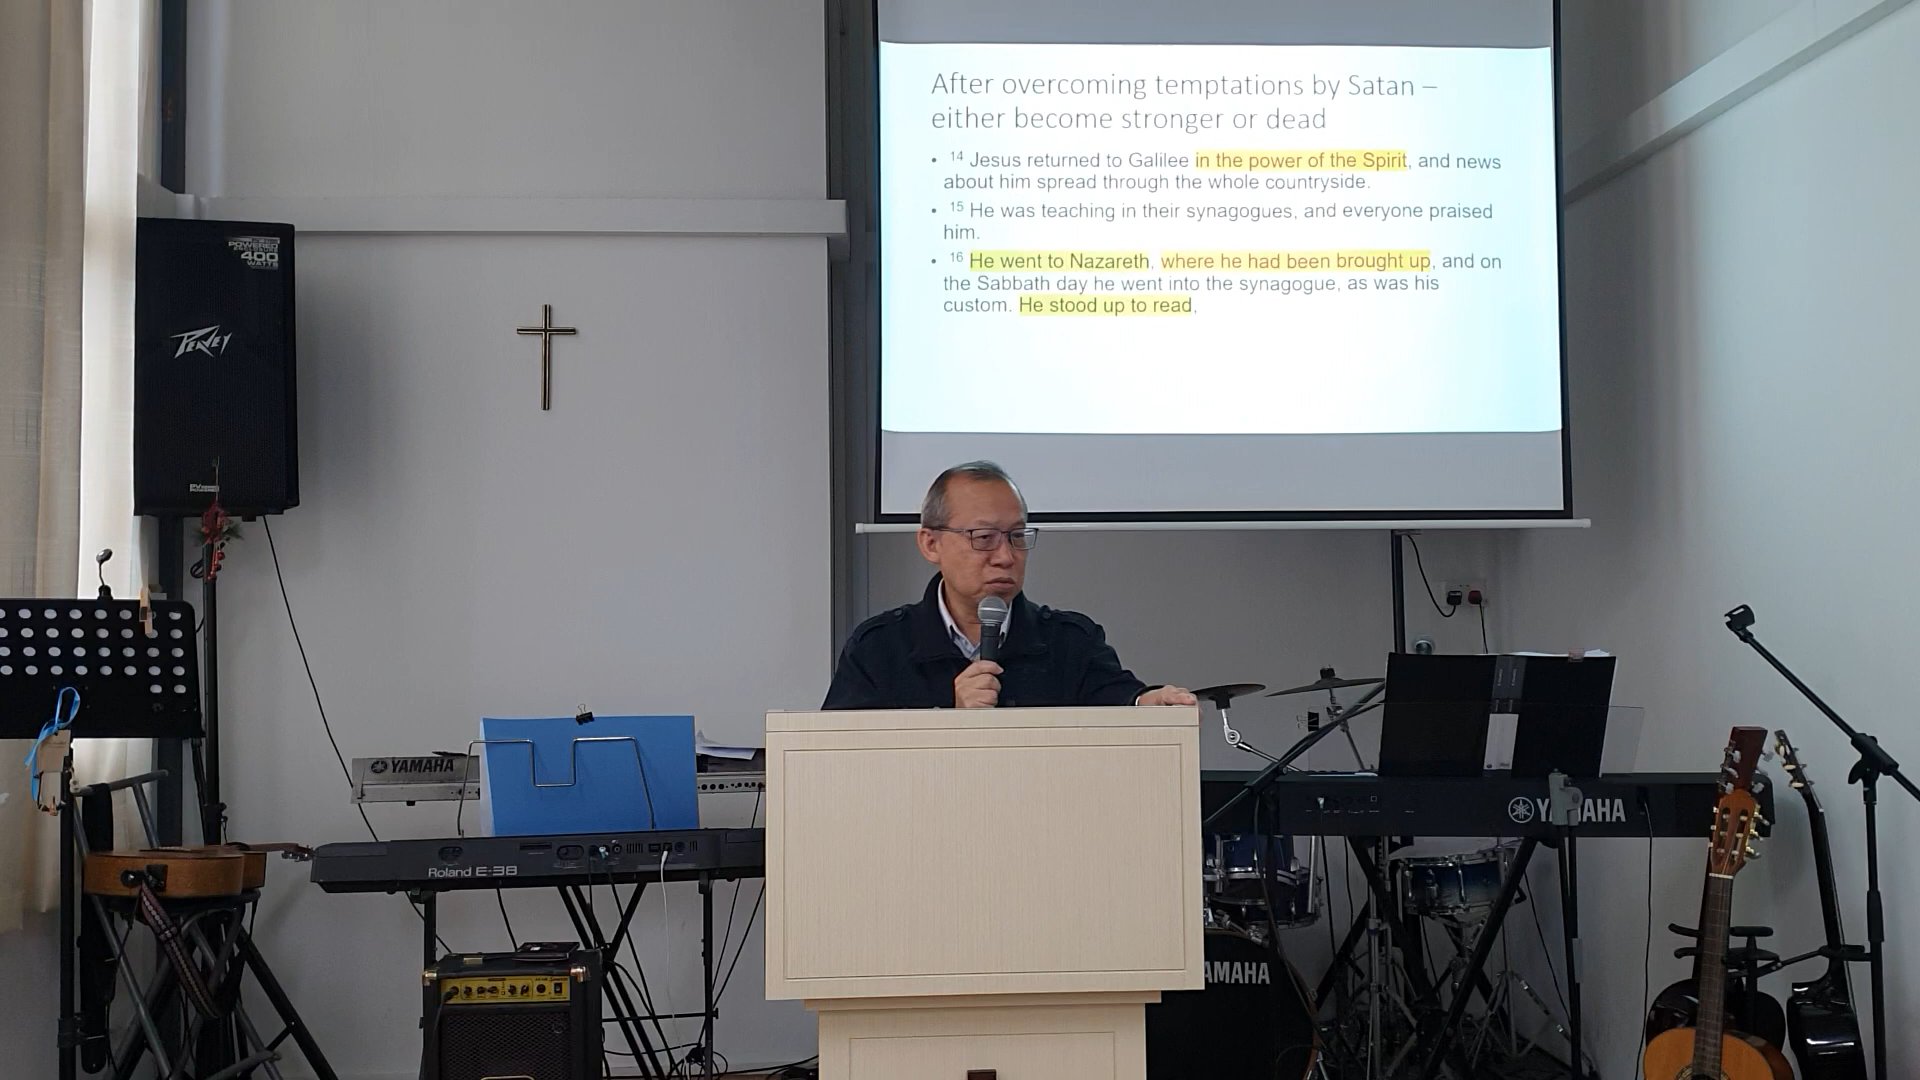 After overcoming temptations by Satan –
either become stronger or dead
• 14 Jesus returned to Galilee in the power of the Spirit, and news
about him spread through the whole countryside.
• 15 He was teaching in their synagogues, and everyone praised
him.
• 16 He went to Nazareth, where he had been brought up, and on
the Sabbath day he went into the synagogue, as was his
custom. He stood up to read,
POWERED
400
WATTS
PEAVEY
YAMAHA
Roland E-38
YAMAHA
AMAHA